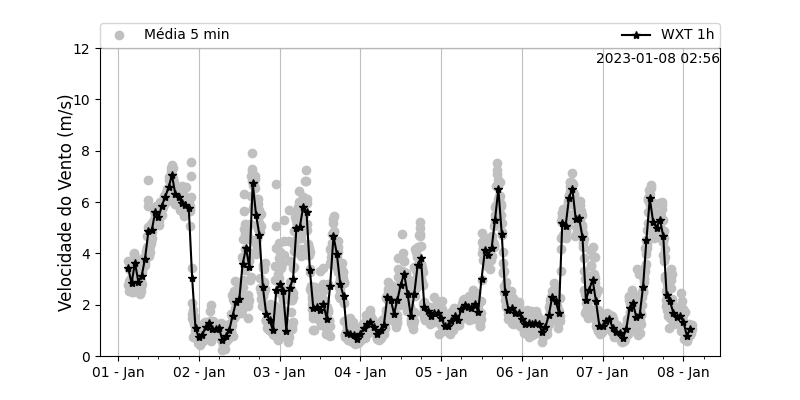 Média 5 min
WXT 1h
2023-01-08 02:56
Velocidade do Vento (m/s)
12
10
8
6
4
2
0
01 - Jan
02 - Jan
03 - Jan
04 - Jan
05 - Jan
06 - Jan
07 - Jan
08 - Jan